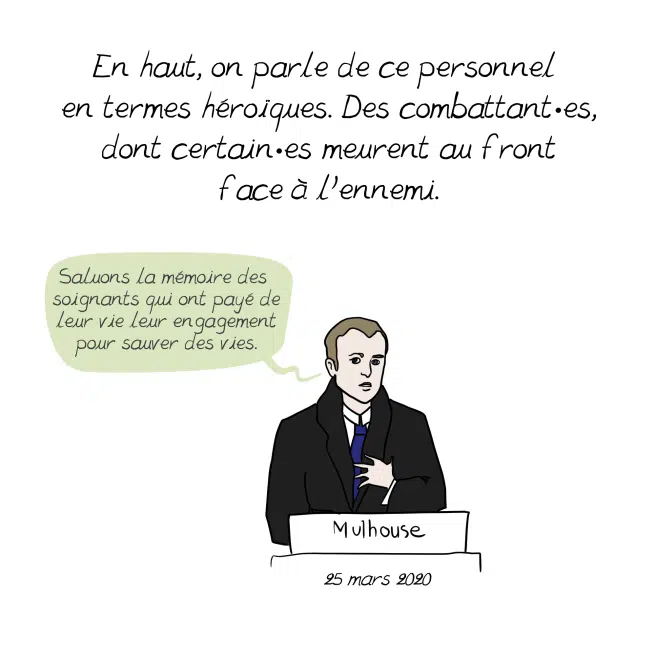 En haut, on parle de ce personnel
en termes héroïques. Des combattant•es,
dont certain•es meurent au front
face à l'ennemi.
Saluons la mémoire des
soignants qui ont payé de
leur vie leur engagement
pour sauver des vies.
Mulhouse
25 mars 2020